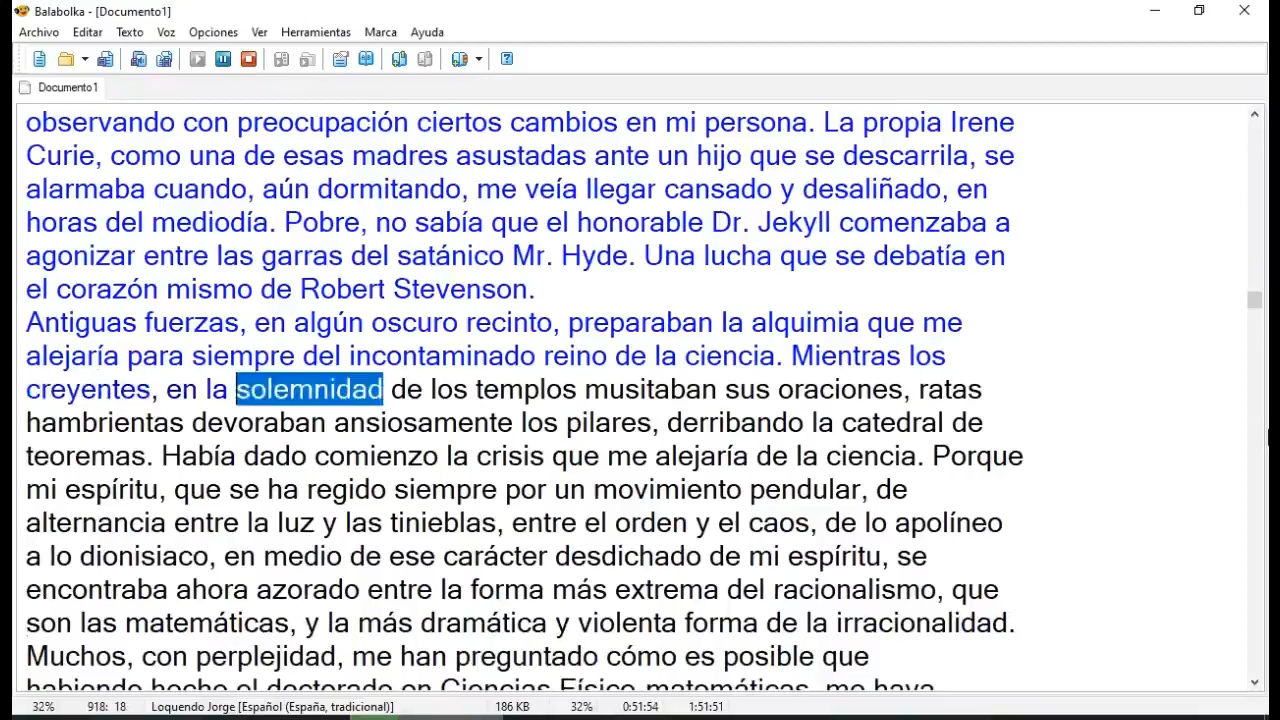 Balabolka - [Documento1]
Archivo Editar Texto Voz Opciones Ver Herramientas Marca Ayuda
Documento1
observando con preocupación ciertos cambios en mi persona. La propia Irene
Curie, como una de esas madres asustadas ante un hijo que se descarrila, se
alarmaba cuando, aún dormitando, me veía llegar cansado y desaliñado, en
horas del mediodía. Pobre, no sabía que el honorable Dr. Jekyll comenzaba a
agonizar entre las garras del satánico Mr. Hyde. Una lucha que se debatía en
el corazón mismo de Robert Stevenson.
Antiguas fuerzas, en algún oscuro recinto, preparaban la alquimia que me
alejaría para siempre del incontaminado reino de la ciencia. Mientras los
creyentes, en la solemnidad de los templos musitaban sus oraciones, ratas
hambrientas devoraban ansiosamente los pilares, derribando la catedral de
teoremas. Había dado comienzo la crisis que me alejaría de la ciencia. Porque
mi espíritu, que se ha regido siempre por un movimiento pendular, de
alternancia entre la luz y las tinieblas, entre el orden y el caos, de lo apolíneo
a lo dionisiaco, en medio de ese carácter desdichado de mi espíritu, se
encontraba ahora azorado entre la forma más extrema del racionalismo, que
son las matemáticas, y la más dramática y violenta forma de la irracionalidad.
Muchos, con perplejidad, me han preguntado cómo es posible que
habiendo hecho el doctorado en Ciencias Físico-matemáticas, me haya
32% 918: 18 Loquendo Jorge [Español (España, tradicional)] 186 KB 32% 0:51:54 1:51:51